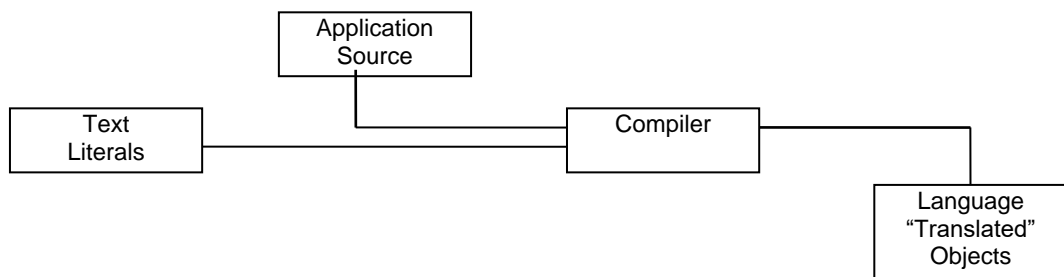 Application
Source
Text
Literals
Compiler
Language
“Translated”
Objects